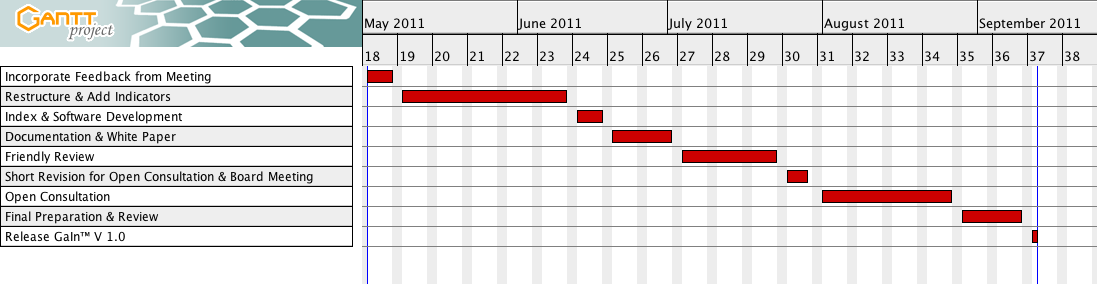 GANTT
project
May 2011 June 2011 July 2011 August 2011 September 2011
18 19 20 21 22 23 24 25 26 27 28 29 30 31 32 33 34 35 36 37 38
Incorporate Feedback from Meeting
Restructure & Add Indicators
Index & Software Development
Documentation & White Paper
Friendly Review
Short Revision for Open Consultation & Board Meeting
Open Consultation
Final Preparation & Review
Release GaIn™ V 1.0